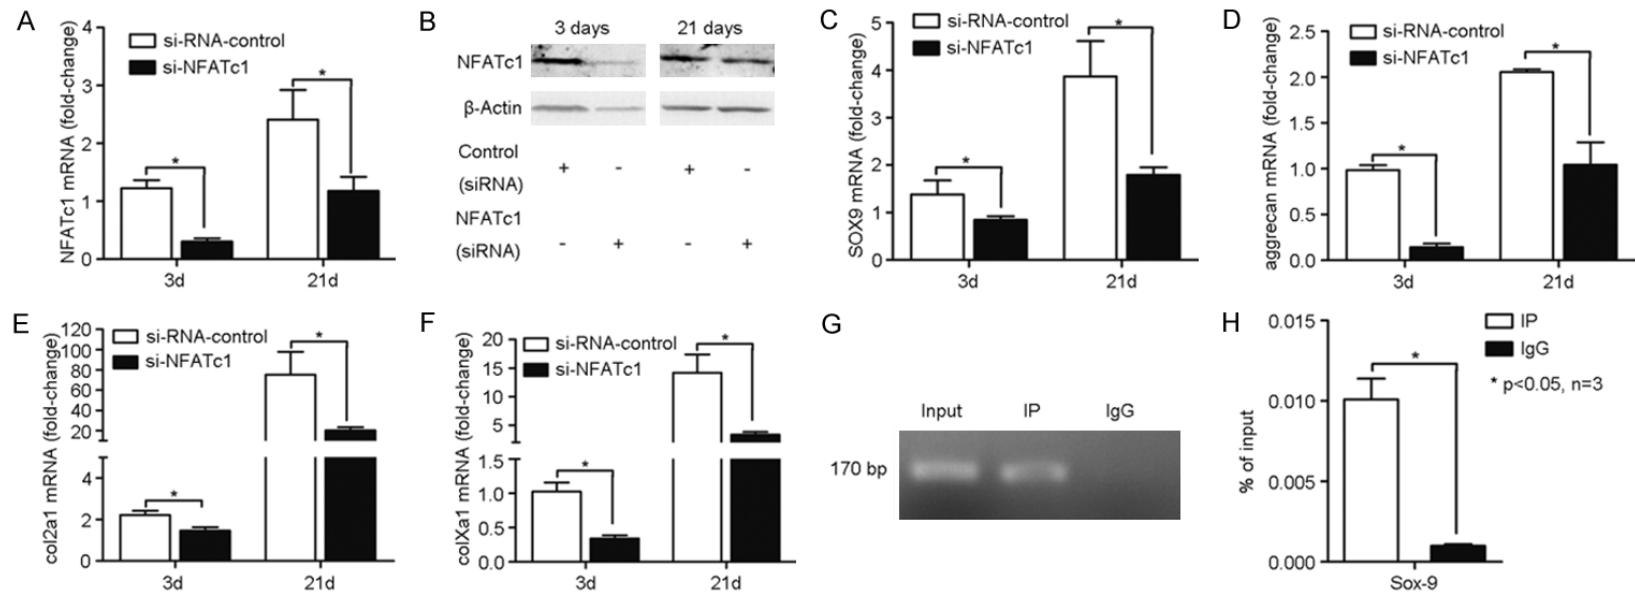 A
NFATc1 mRNA (fold-change)
4
3
2
1
0
si-RNA-control
si-NFATc1
*
*
3d
21d
B
3 days
21 days
NFATc1
β-Actin
Control
(siRNA)
+
-
+
-
NFATc1
(siRNA)
-
+
-
+
C
SOX9 mRNA (fold-change)
5
4
3
2
1
0
si-RNA-control
si-NFATc1
*
*
3d
21d
D
aggrecan mRNA (fold-change)
2.5
2.0
1.5
1.0
0.5
0.0
si-RNA-control
si-NFATc1
*
*
3d
21d
E
col2a1 mRNA (fold-change)
120
100
80
60
40
20
4
2
0
si-RNA-control
si-NFATc1
*
*
3d
21d
F
colXa1 mRNA (fold-change)
20
15
10
5
1.5
1.0
0.5
0.0
si-RNA-control
si-NFATc1
*
*
3d
21d
G
Input IP IgG
170 bp
H
% of input
0.015
0.010
0.005
0.000
IP
IgG
* p<0.05, n=3
*
Sox-9